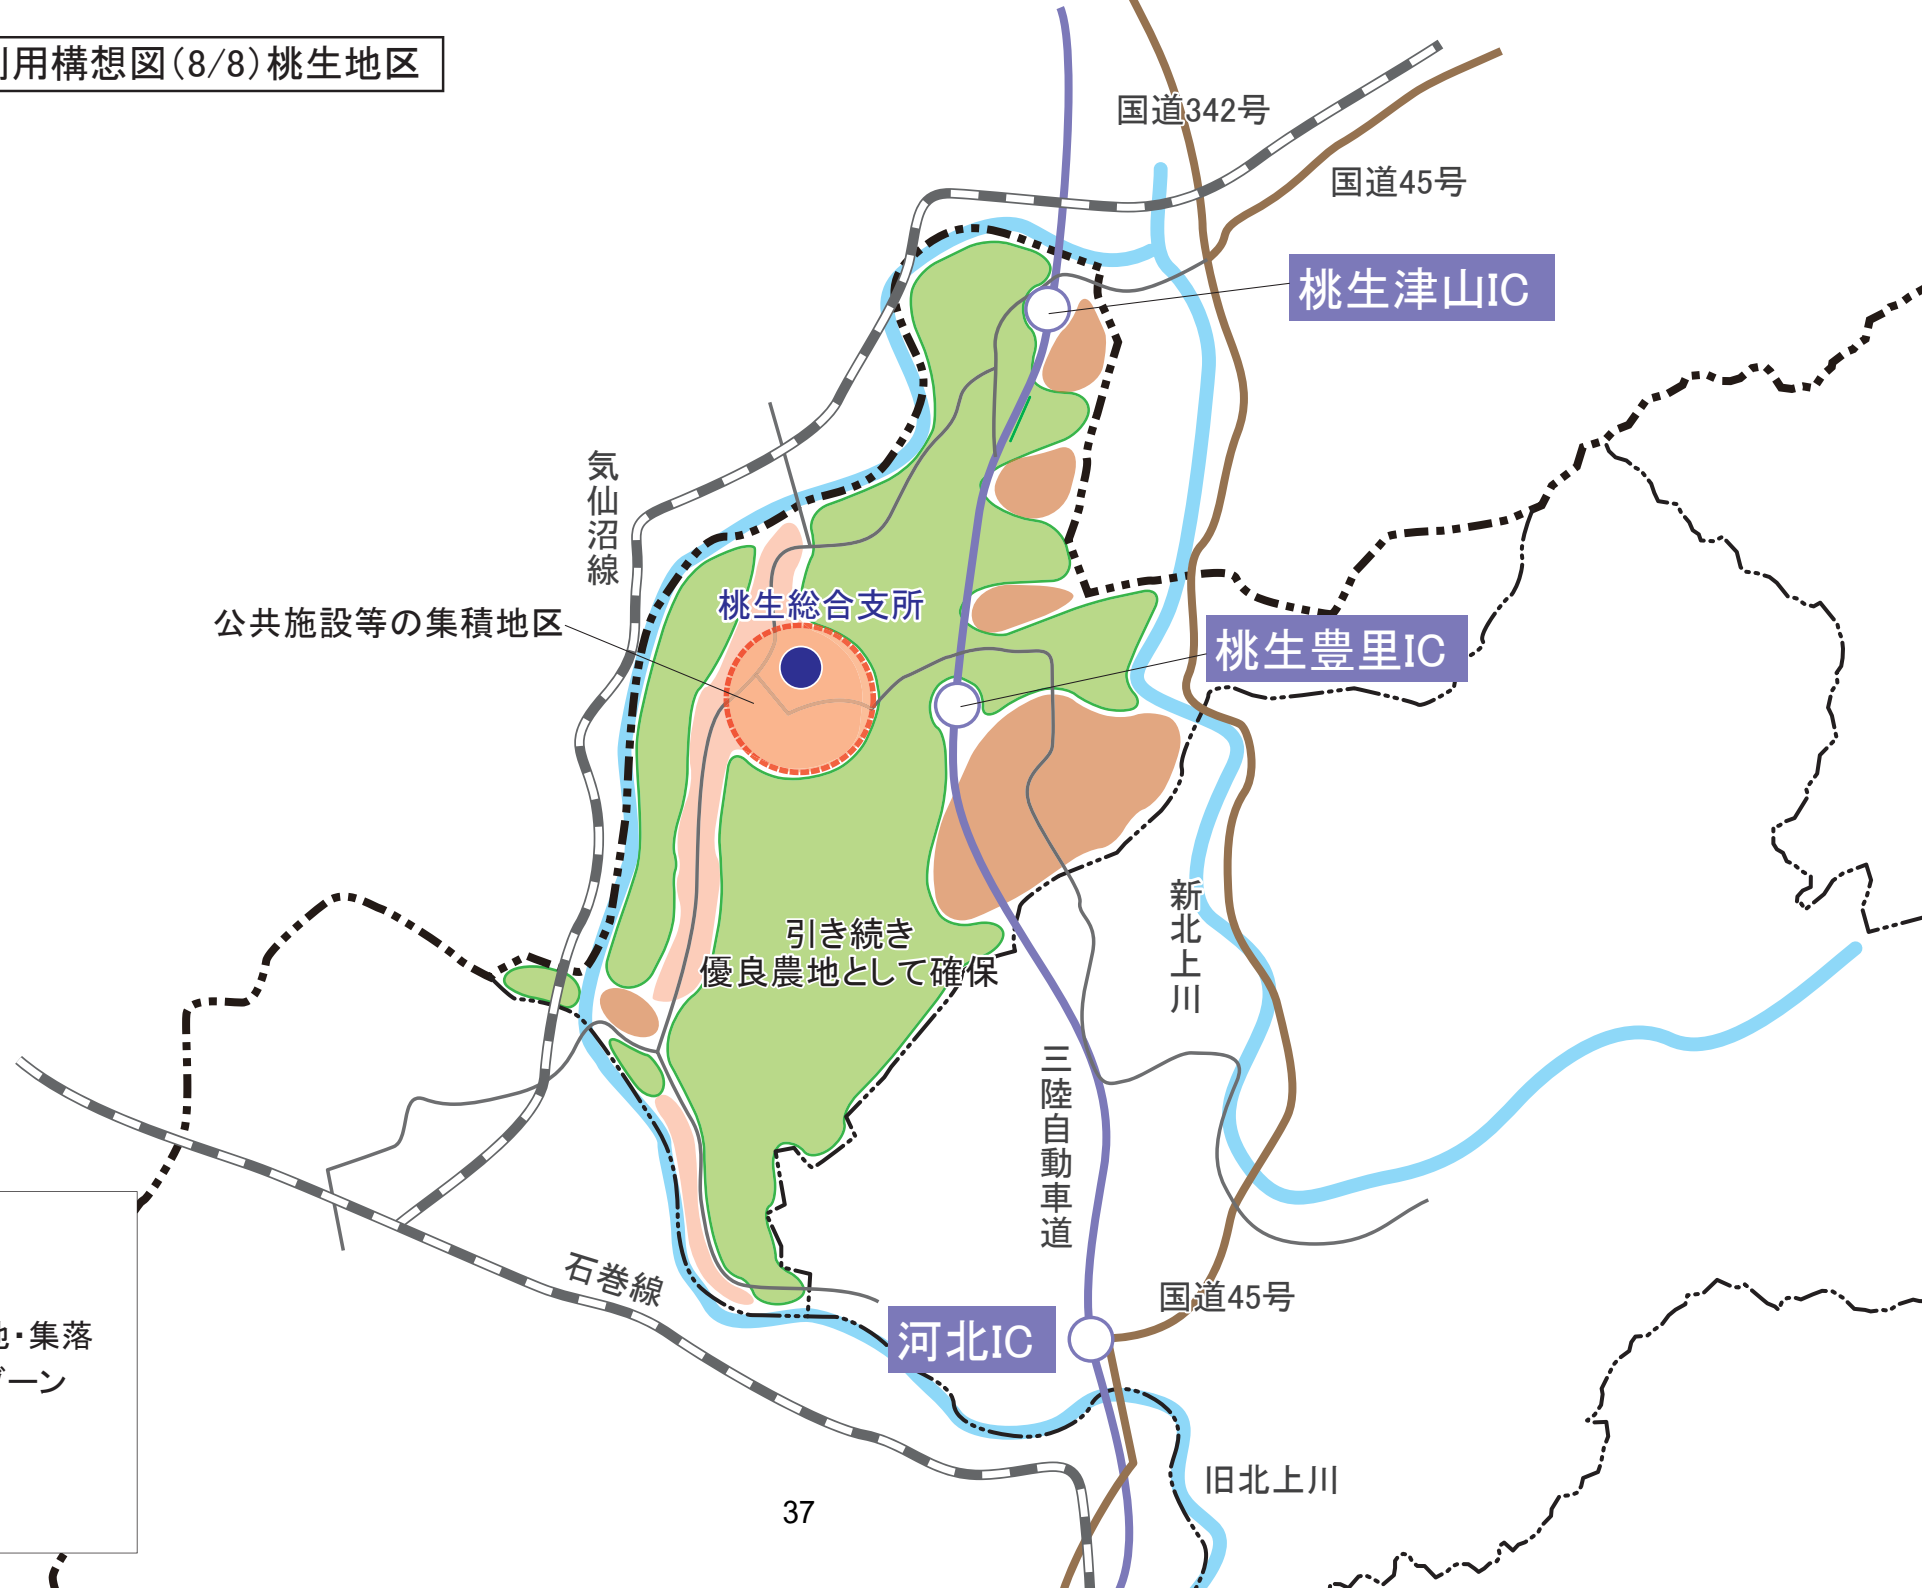 用構想図(8/8)桃生地区
国道342号
国道45号
桃生津山IC
気仙沼線
桃生総合支所
公共施設等の集積地区
桃生豊里IC
新北上川
引き続き
優良農地として確保
三陸自動車道
石巻線
国道45号
河北IC
・集落
ゾーン
旧北上川
37